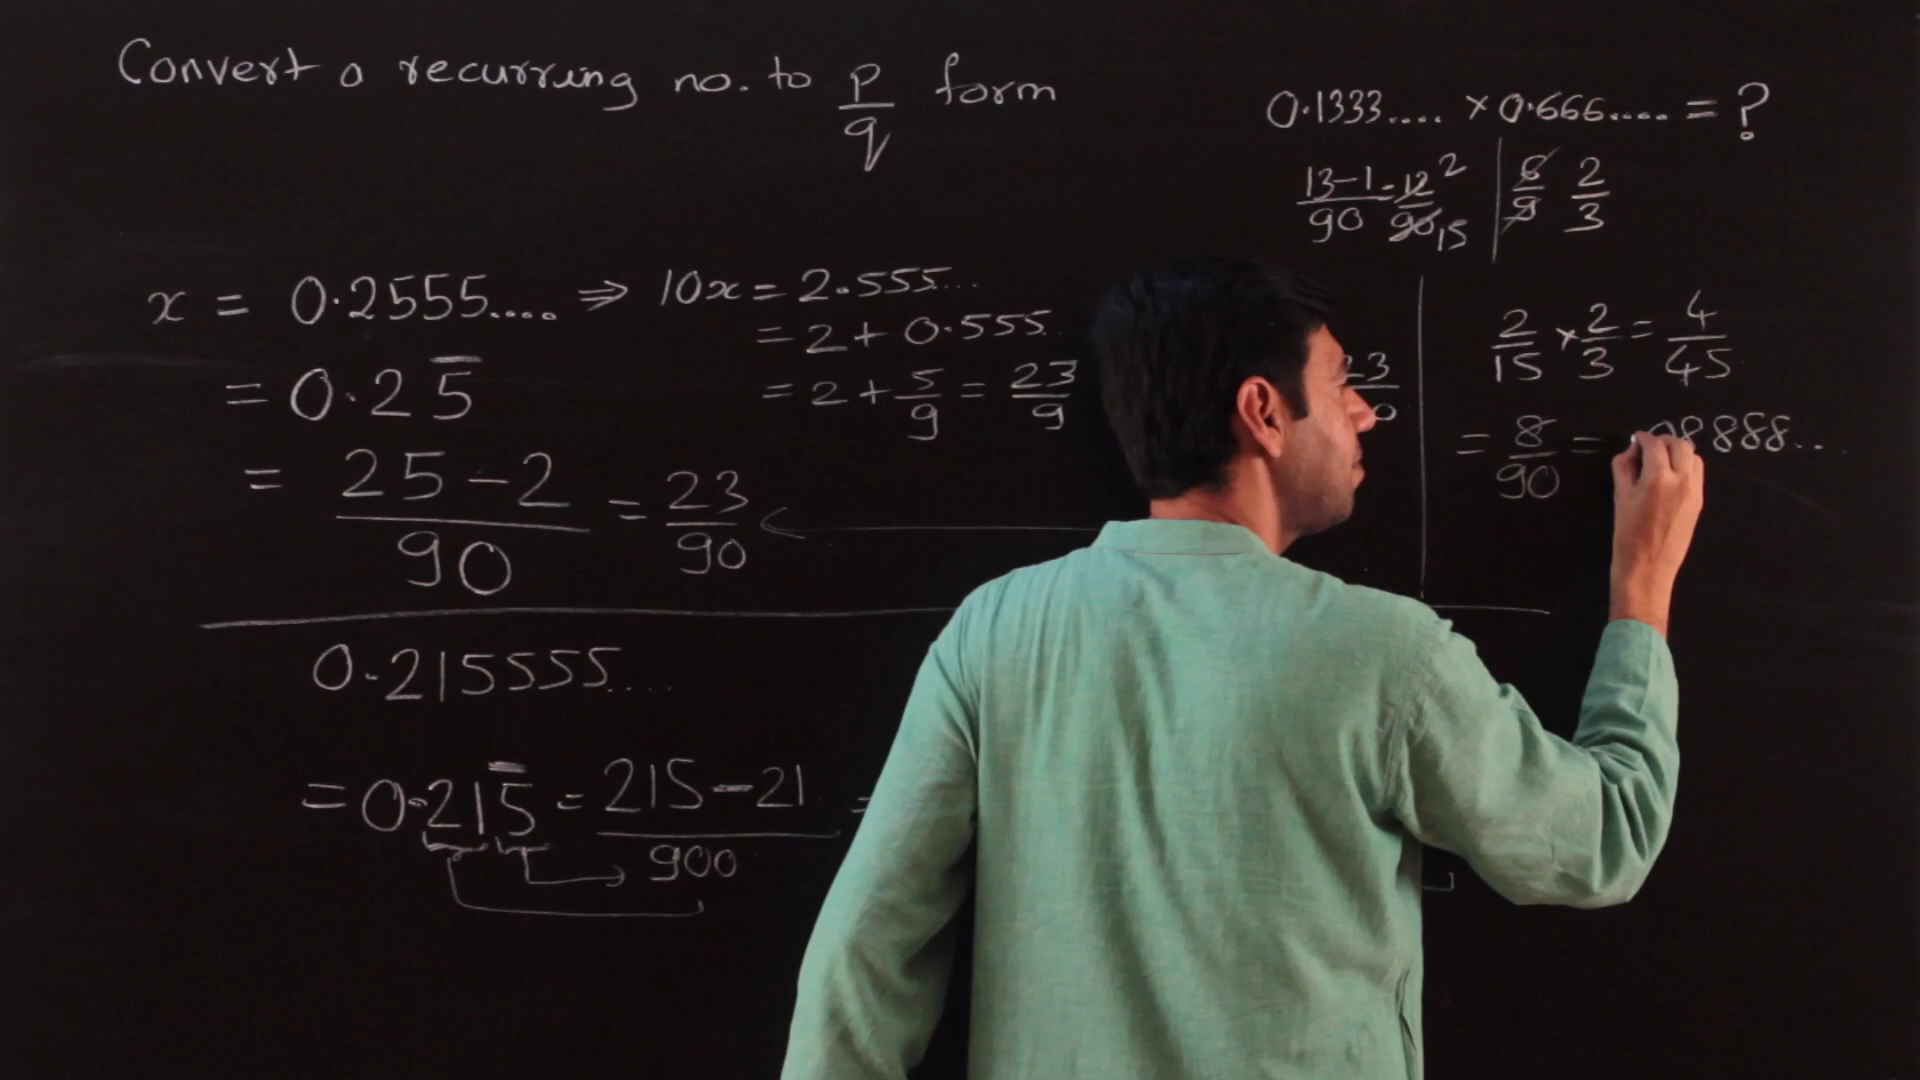 Convert a recurring no. to p/q form
x = 0.2555.... ⇒ 10x = 2.555...
= 2 + 0.555..
= 2 + 5/9 = 23/9
= 0.25̅
= 25-2/90 = 23/90
0.215555....
= 0.215̅ = 215-21/900 =
0.1333.... × 0.666.... = ?
13-1/90 = 12/90 2/15 | 6/9 2/3
2/15 × 2/3 = 4/45
= 8/90 = 08888...